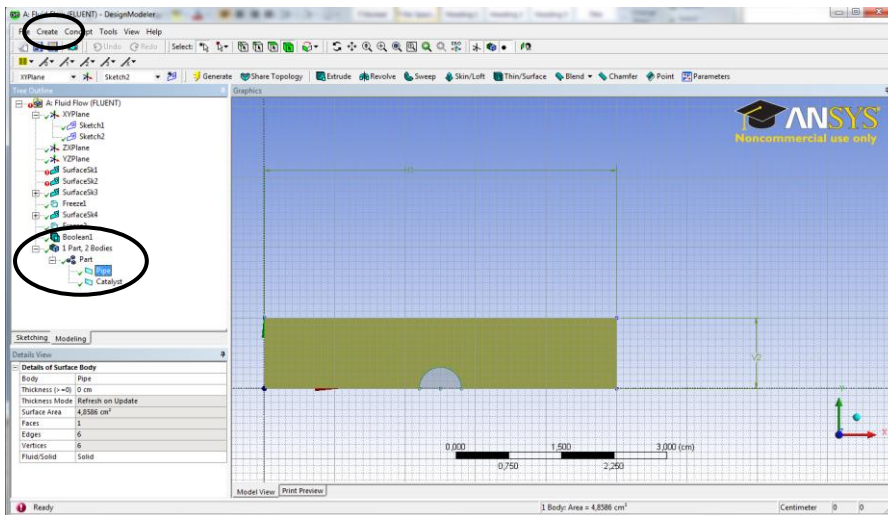 A: Fluid Flow (FLUENT) - DesignModeler
File Create Concept Tools View Help
Undo Redo Select:
XYPlane Sketch2 Generate Share Topology Extrude Revolve Sweep Skin/Loft Thin/Surface Blend Chamfer Point Parameters
Tree Outline
A: Fluid Flow (FLUENT)
XYPlane
Sketch1
Sketch2
ZXPlane
YZPlane
SurfaceSk1
SurfaceSk2
SurfaceSk3
Freeze1
SurfaceSk4
Boolean1
1 Part, 2 Bodies
Part
Pipe
Catalyst
Sketching Modeling
Details View
Details of Surface Body
Body Pipe
Thickness (>=0) 0 cm
Thickness Mode Refresh on Update
Surface Area 4,8586 cm²
Faces 1
Edges 6
Vertices 6
Fluid/Solid Solid
Graphics
ANSYS
Noncommercial use only
H1
V2
Y
X
0,000 1,500 3,000 (cm)
0,750 2,250
Model View Print Preview
Ready 1 Body: Area = 4,8586 cm² Centimeter 0 0